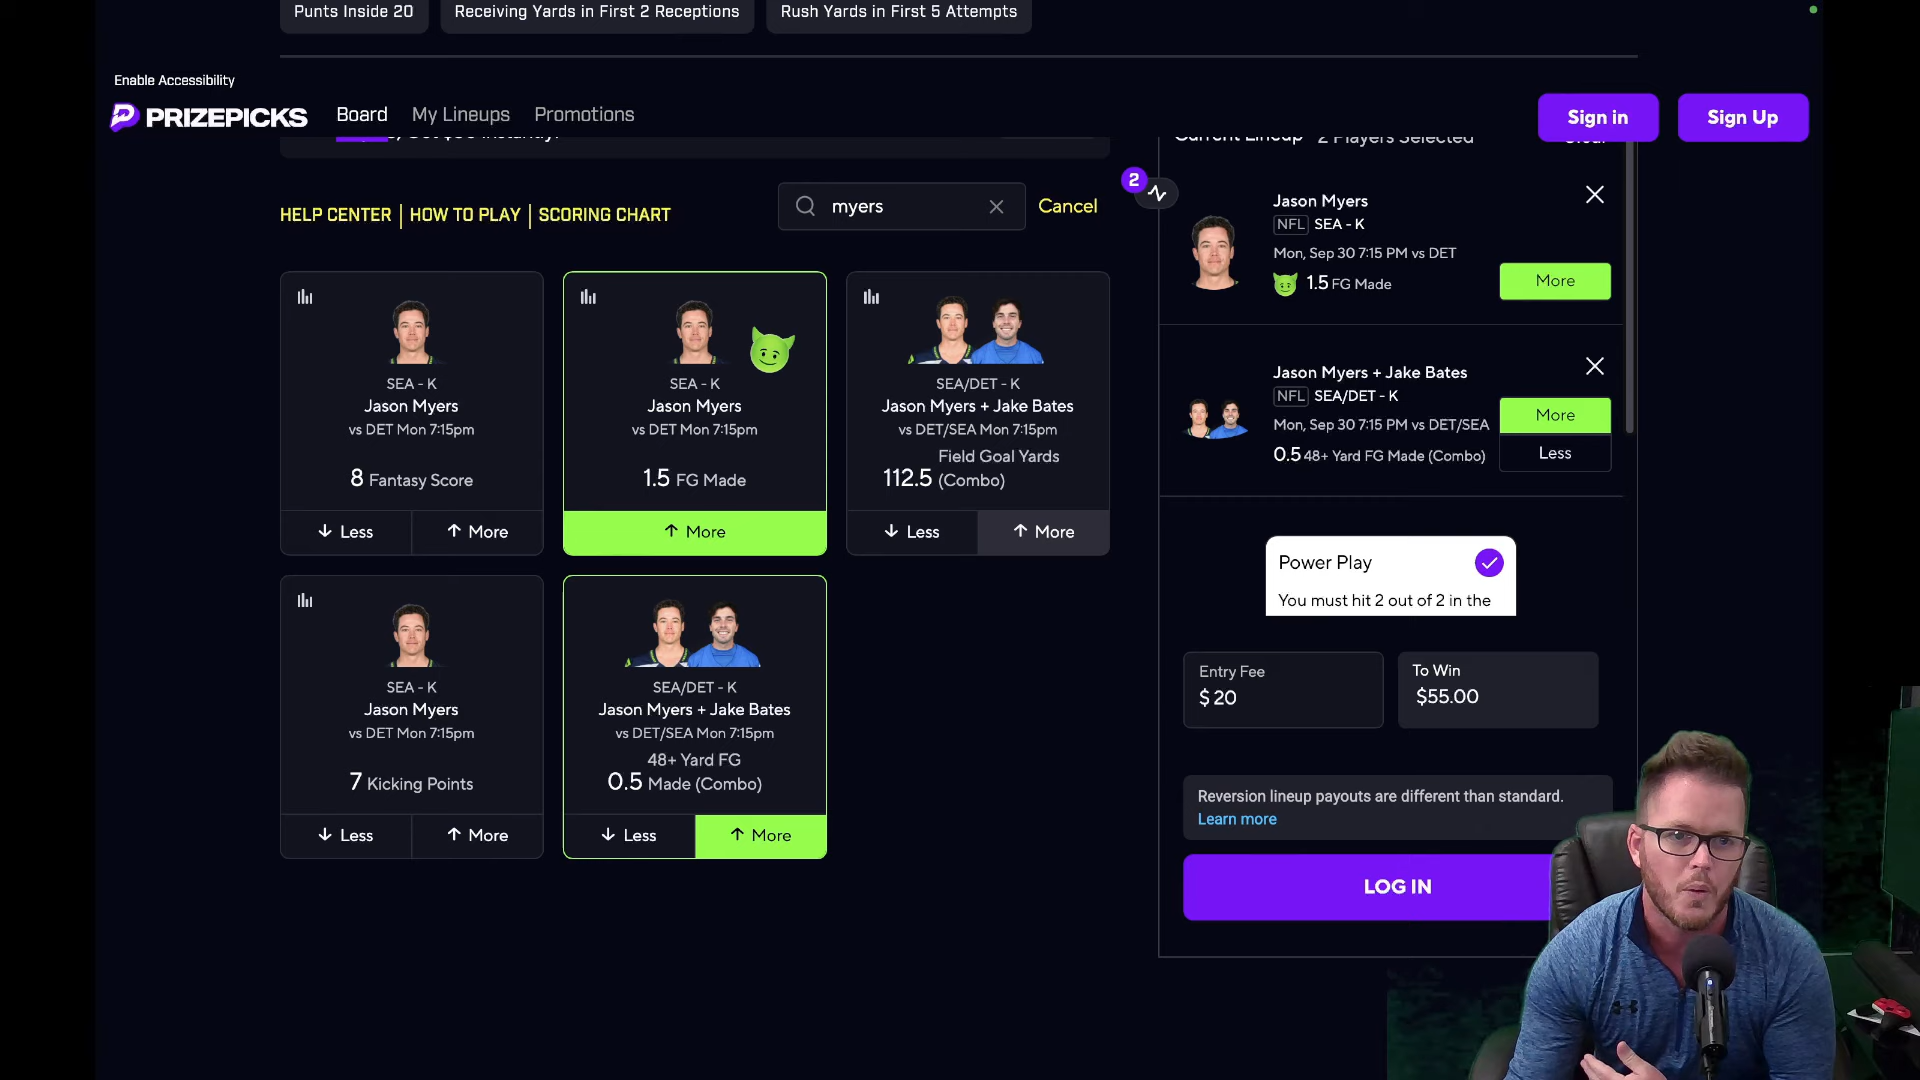 Punts Inside 20
Receiving Yards in First 2 Receptions
Rush Yards in First 5 Attempts
Enable Accessibility
PRIZEPICKS
Board
My Lineups
Promotions
Sign in
Sign Up
Current Lineup 2 Players Selected
Clear
HELP CENTER | HOW TO PLAY | SCORING CHART
myers
Cancel
2
SEA - K
Jason Myers
vs DET Mon 7:15pm
8 Fantasy Score
Less
More
SEA - K
Jason Myers
vs DET Mon 7:15pm
1.5 FG Made
More
SEA/DET - K
Jason Myers + Jake Bates
vs DET/SEA Mon 7:15pm
112.5 Field Goal Yards
(Combo)
Less
More
SEA - K
Jason Myers
vs DET Mon 7:15pm
7 Kicking Points
Less
More
SEA/DET - K
Jason Myers + Jake Bates
vs DET/SEA Mon 7:15pm
48+ Yard FG
0.5 Made (Combo)
Less
More
Jason Myers
NFL SEA - K
Mon, Sep 30 7:15 PM vs DET
1.5 FG Made
More
Jason Myers + Jake Bates
NFL SEA/DET - K
Mon, Sep 30 7:15 PM vs DET/SEA
0.5 48+ Yard FG Made (Combo)
More
Less
Power Play
You must hit 2 out of 2 in the
Entry Fee
$ 20
To Win
$55.00
Reversion lineup payouts are different than standard.
Learn more
LOG IN